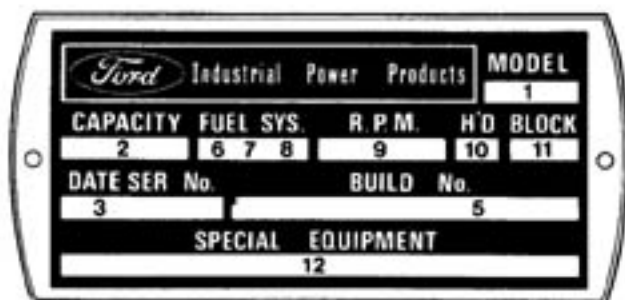 Ford Industrial Power Products MODEL
1
CAPACITY FUEL SYS. R.P.M. H'D BLOCK
2 6 7 8 9 10 11
DATE SER No. BUILD No.
3 5
SPECIAL EQUIPMENT
12